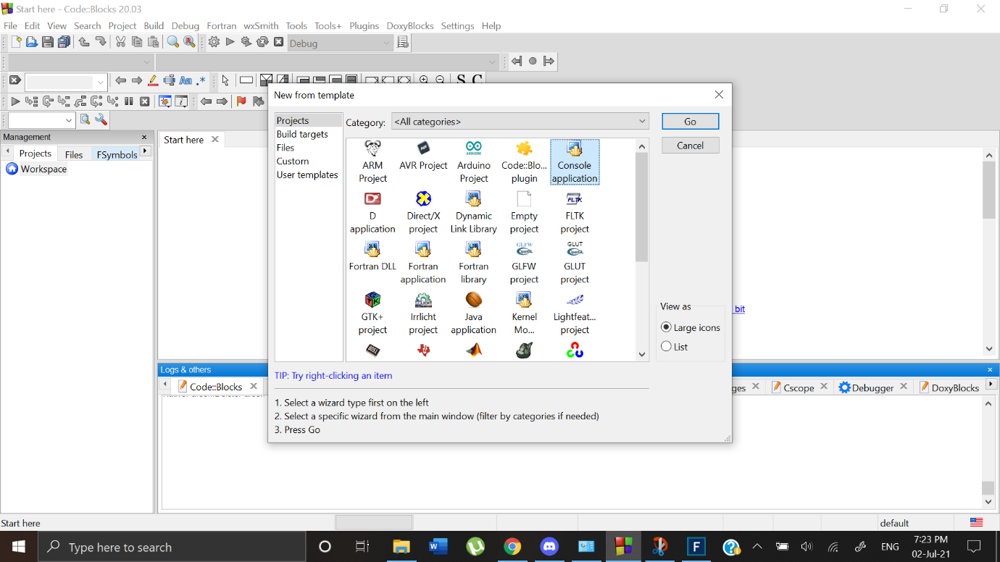 Start here - Code::Blocks 20.03
File Edit View Search Project Build Debug Fortran wxSmith Tools Tools+ Plugins DoxyBlocks Settings Help
Debug
Aa .*
S C
New from template
Projects
Build targets
Files
Custom
User templates
Category: <All categories>
Go
Cancel
ARM Project
AVR Project
Arduino Project
Code::Blo... plugin
Console application
D application
Direct/X project
Dynamic Link Library
Empty project
FLTK project
Fortran DLL
Fortran application
Fortran library
GLFW project
GLUT project
GTK+ project
Irrlicht project
Java application
Kernel Mo...
Lightfeat... project
View as
Large icons
List
TIP: Try right-clicking an item
1. Select a wizard type first on the left
2. Select a specific wizard from the main window (filter by categories if needed)
3. Press Go
Management
Projects Files FSymbols
Workspace
Start here
bit
Logs & others
Code::Blocks
ges Cscope Debugger DoxyBlocks
Start here
default
Type here to search
ENG
7:23 PM
02-Jul-21